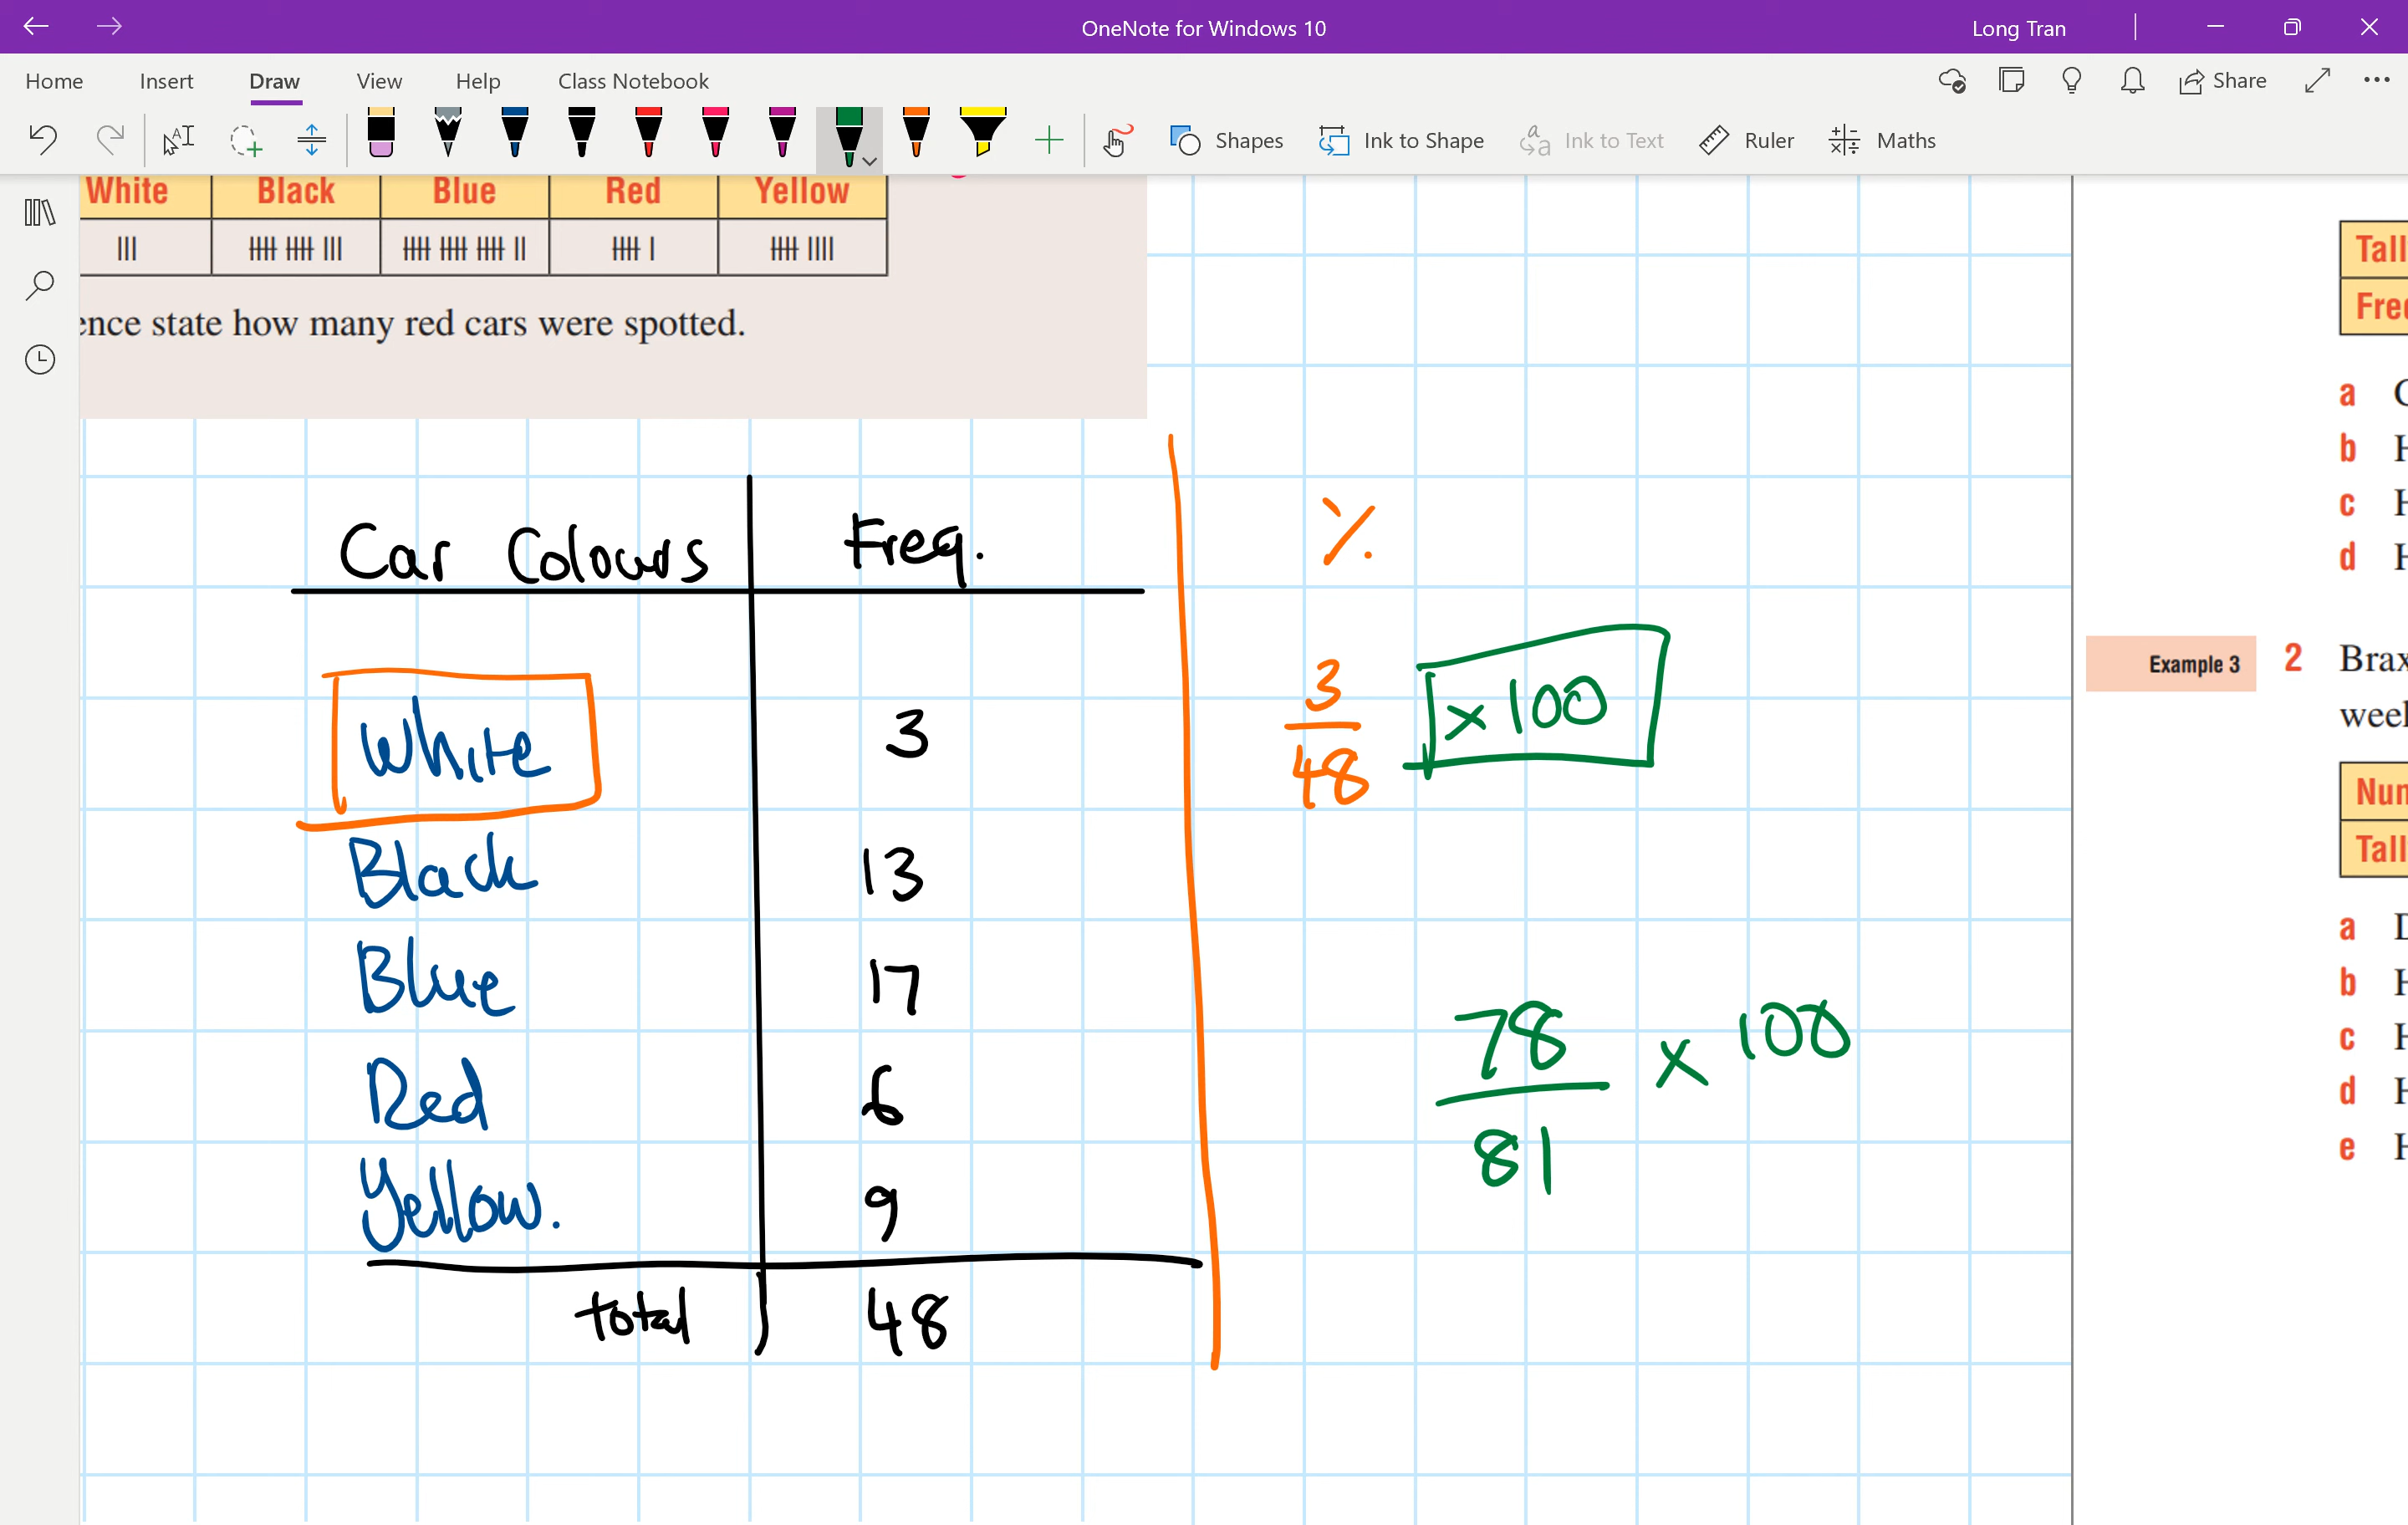 OneNote for Windows 10
Long Tran
Home Insert Draw View Help Class Notebook
Share
Shapes Ink to Shape Ink to Text Ruler Maths
White Black Blue Red Yellow
ence state how many red cars were spotted.
Car Colours Freq. %
White 3 3/48 × 100
Black 13
Blue 17
Red 6
Yellow. 9
total 48
78/81 × 100
Tall
Freq
a
b H
c H
d H
Example 3 2 Brax
week
Num
Tall
a
b H
c H
d H
e H